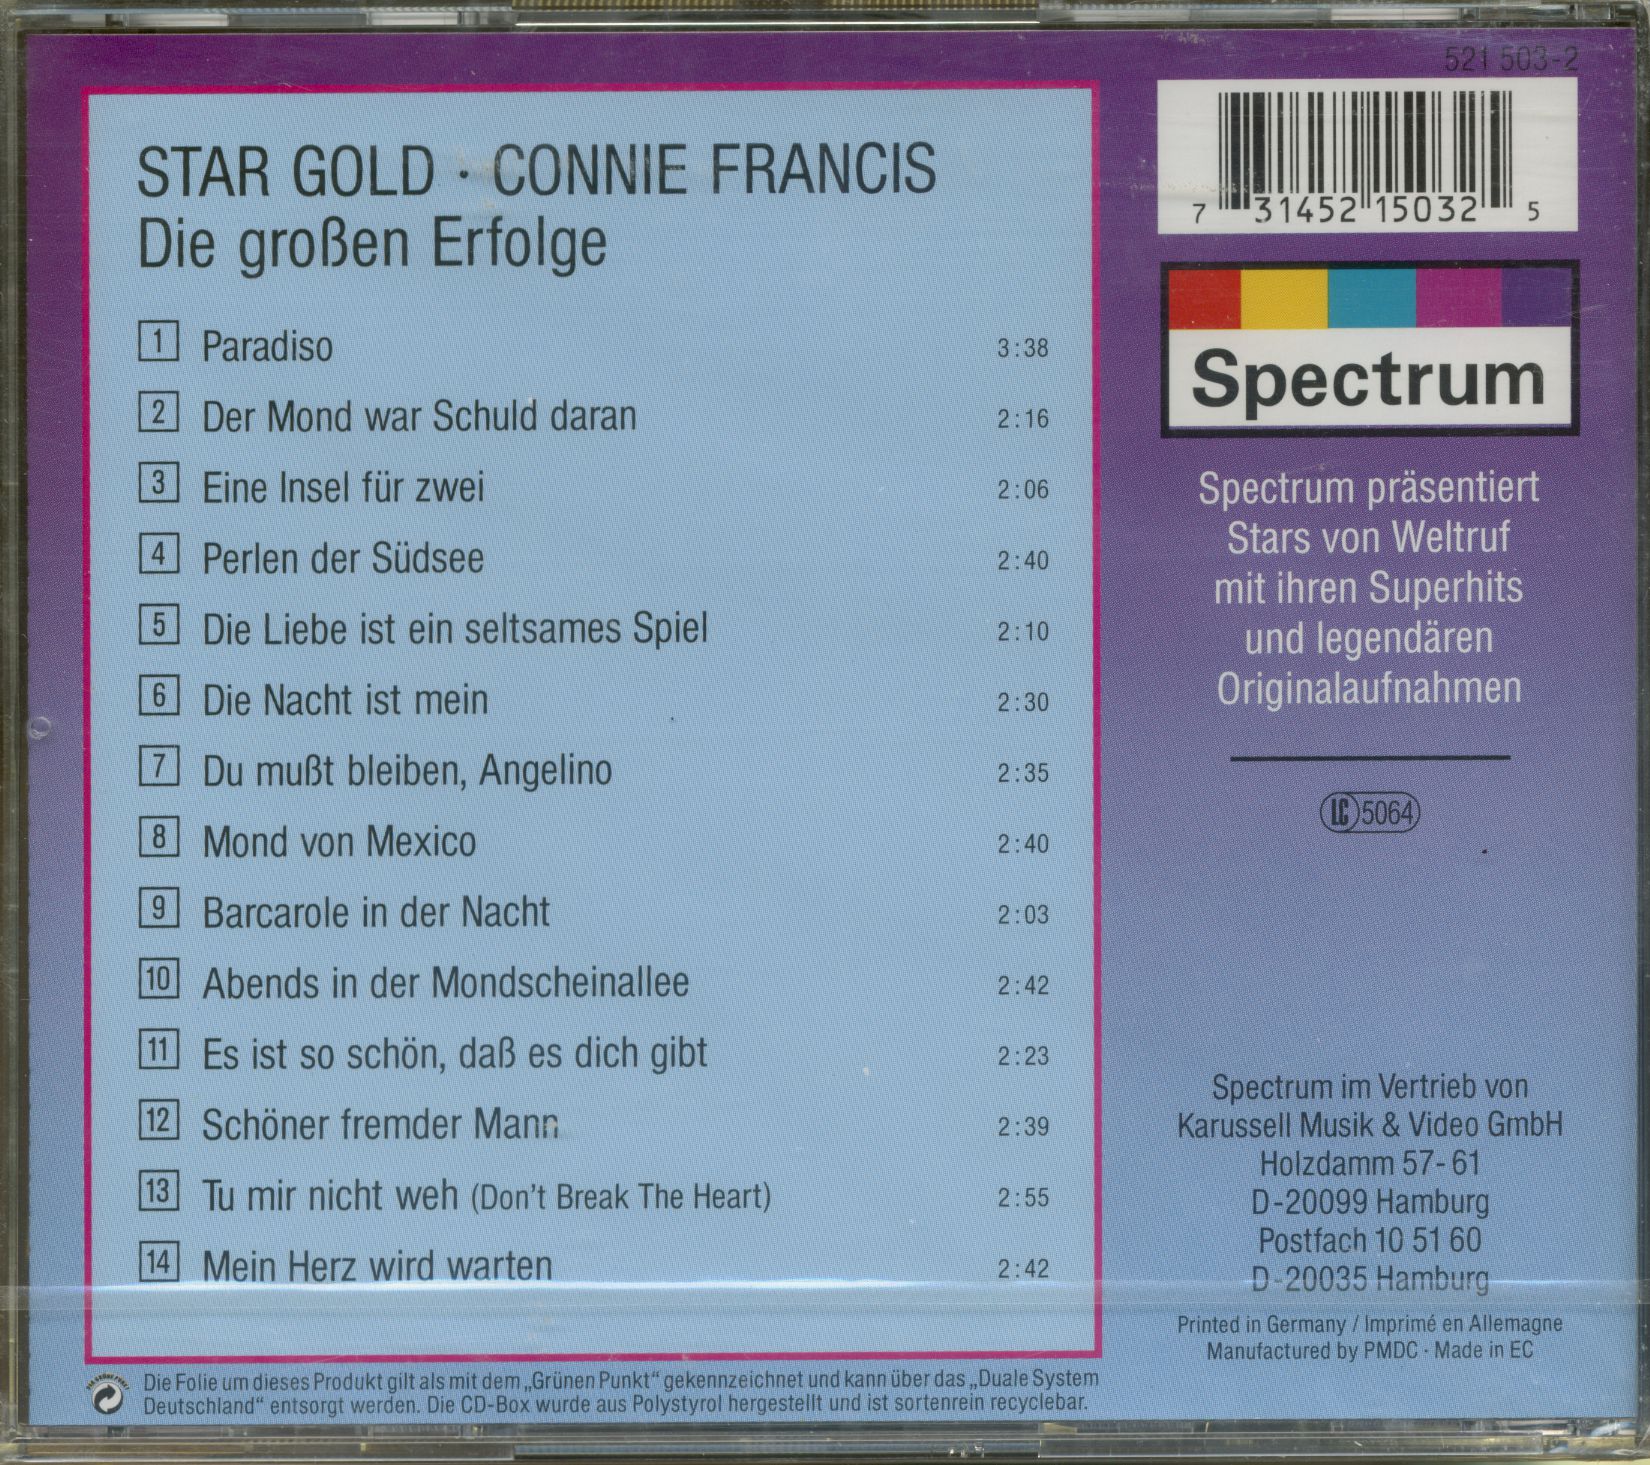 521 503-2
7 31452 15032 5
STAR GOLD · CONNIE FRANCIS
Die großen Erfolge
1 Paradiso 3:38
2 Der Mond war Schuld daran 2:16
3 Eine Insel für zwei 2:06
4 Perlen der Südsee 2:40
5 Die Liebe ist ein seltsames Spiel 2:10
6 Die Nacht ist mein 2:30
7 Du mußt bleiben, Angelino 2:35
8 Mond von Mexico 2:40
9 Barcarole in der Nacht 2:03
10 Abends in der Mondscheinallee 2:42
11 Es ist so schön, daß es dich gibt 2:23
12 Schöner fremder Mann 2:39
13 Tu mir nicht weh (Don't Break The Heart) 2:55
14 Mein Herz wird warten 2:42
Spectrum
Spectrum präsentiert
Stars von Weltruf
mit ihren Superhits
und legendären
Originalaufnahmen
LC 5064
Spectrum im Vertrieb von
Karussell Musik & Video GmbH
Holzdamm 57-61
D-20099 Hamburg
Postfach 10 51 60
D-20035 Hamburg
Printed in Germany / Imprimé en Allemagne
Manufactured by PMDC · Made in EC
DER GRÜNE PUNKT
Die Folie um dieses Produkt gilt als mit dem „Grünen Punkt“ gekennzeichnet und kann über das „Duale System
Deutschland“ entsorgt werden. Die CD-Box wurde aus Polystyrol hergestellt und ist sortenrein recyclebar.